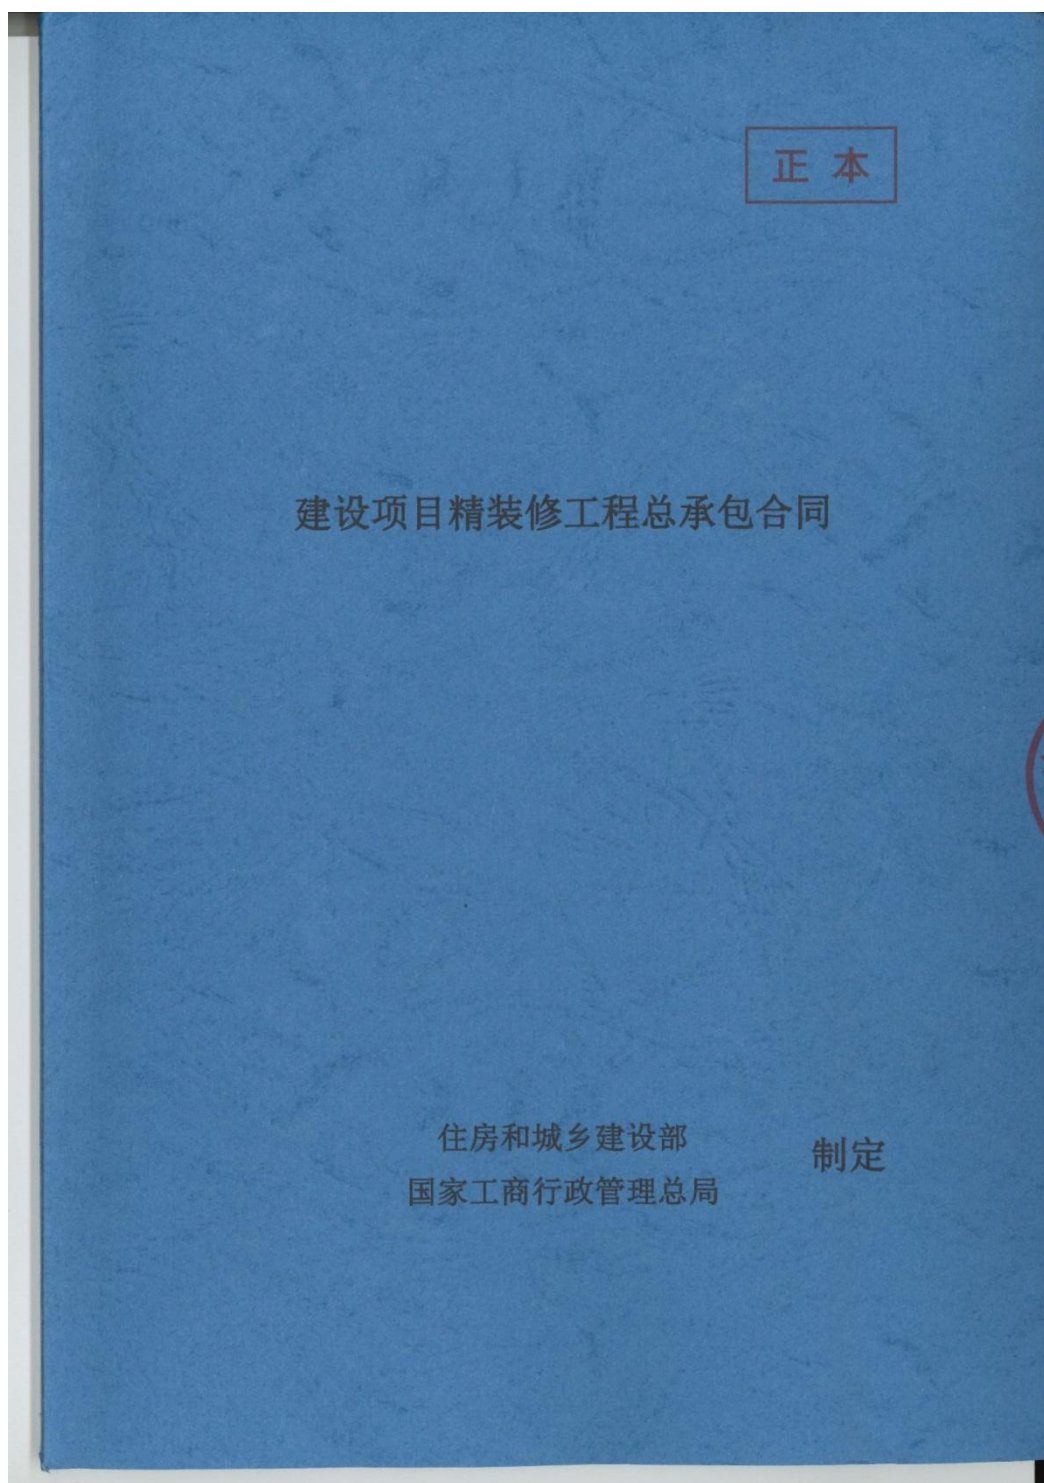 正本
建设项目精装修工程总承包合同
住房和城乡建设部
制定
国家工商行政管理总局